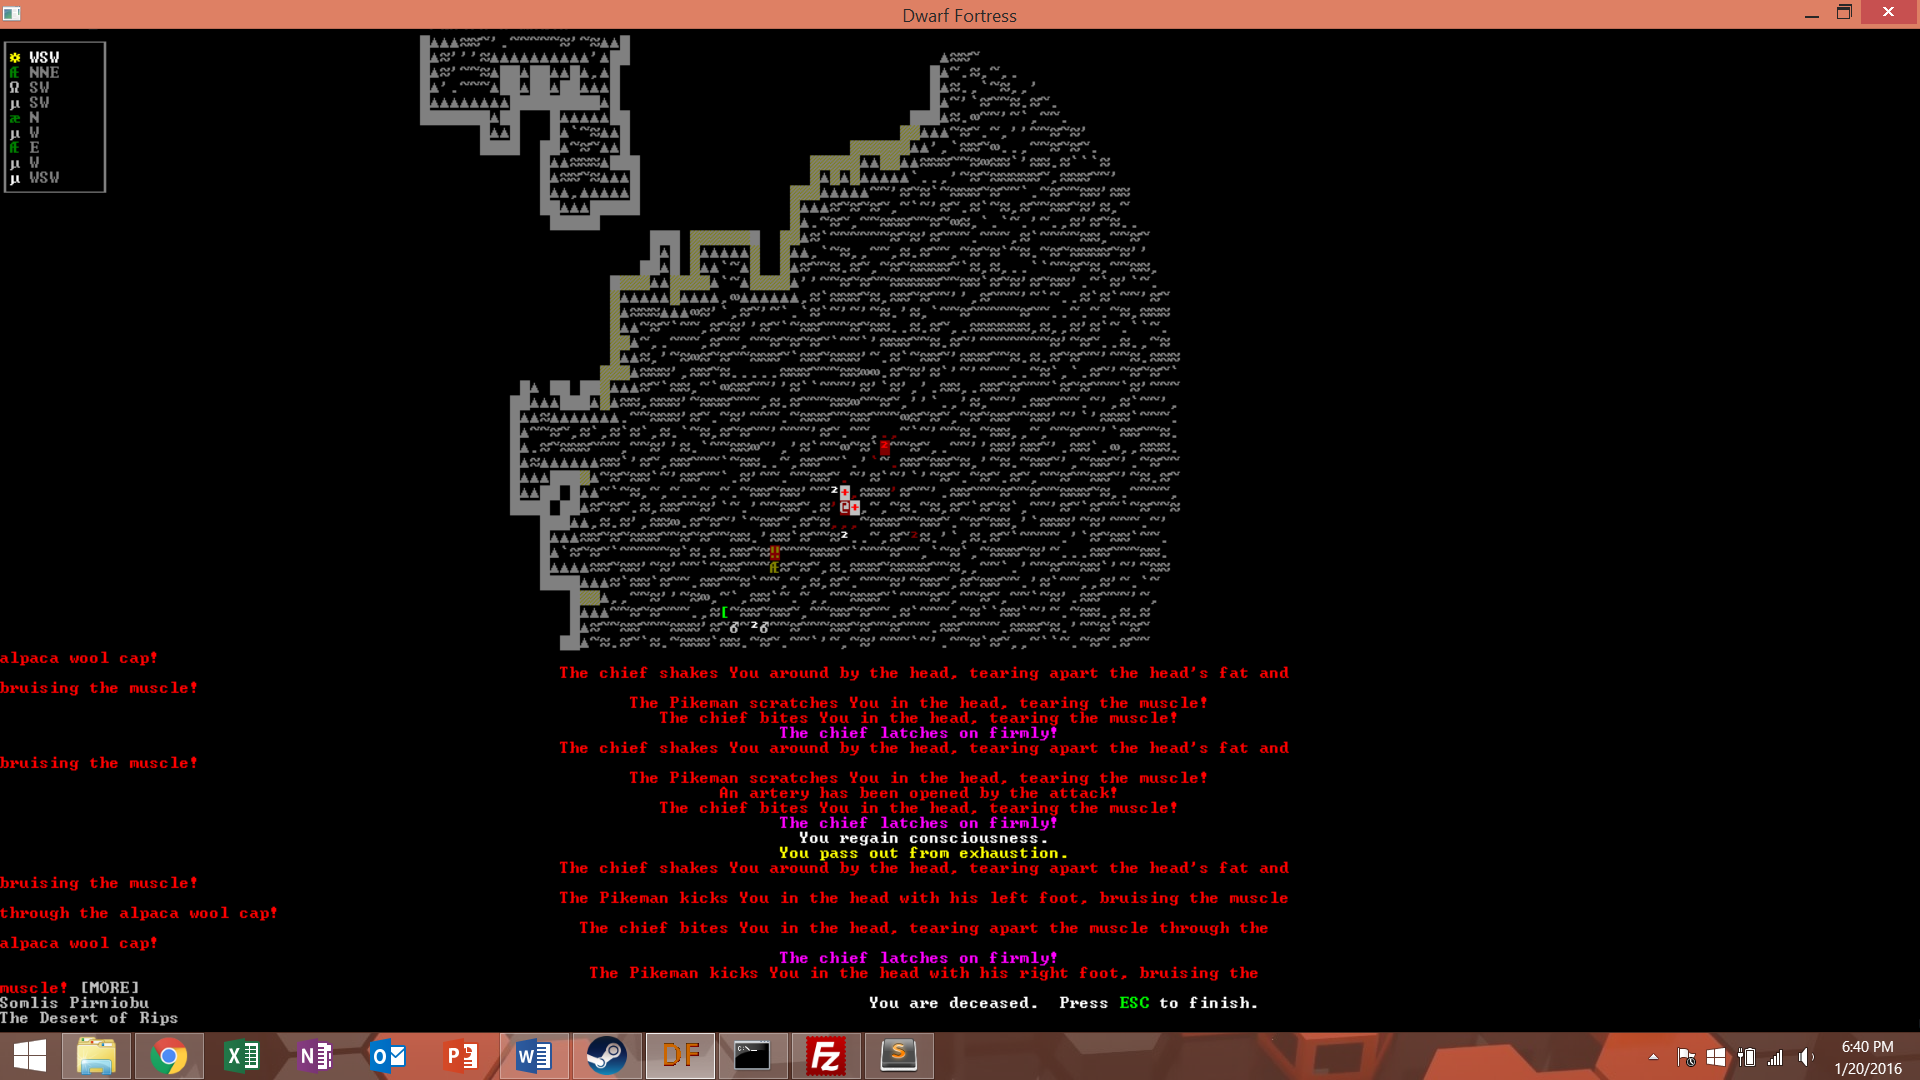 Dwarf Fortress
☼ WSW
Æ NNE
Ω SW
µ SW
æ N
µ W
Æ E
µ W
µ WSW
The chief shakes You around by the head, tearing apart the head's fat and
alpaca wool cap!
bruising the muscle!
The Pikeman scratches You in the head, tearing the muscle!
The chief bites You in the head, tearing the muscle!
The chief latches on firmly!
The chief shakes You around by the head, tearing apart the head's fat and
bruising the muscle!
The Pikeman scratches You in the head, tearing the muscle!
An artery has been opened by the attack!
The chief bites You in the head, tearing the muscle!
The chief latches on firmly!
You regain consciousness.
You pass out from exhaustion.
The chief shakes You around by the head, tearing apart the head's fat and
bruising the muscle!
The Pikeman kicks You in the head with his left foot, bruising the muscle
through the alpaca wool cap!
The chief bites You in the head, tearing apart the muscle through the
alpaca wool cap!
The chief latches on firmly!
The Pikeman kicks You in the head with his right foot, bruising the
muscle! [MORE]
Somlis Pirniobu
You are deceased. Press ESC to finish.
The Desert of Rips
DF
6:40 PM
1/20/2016